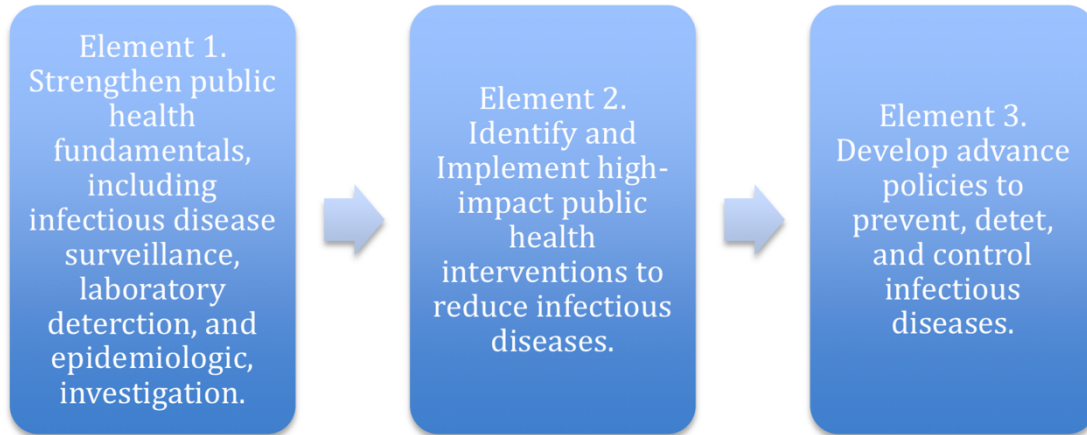 Element 1.
Strengthen public
health
fundamentals,
including
infectious disease
surveillance,
laboratory
deterction, and
epidemiologic,
investigation.
Element 2.
Identify and
Implement high-
impact public
health
interventions to
reduce infectious
diseases.
Element 3.
Develop advance
policies to
prevent, detet,
and control
infectious
diseases.